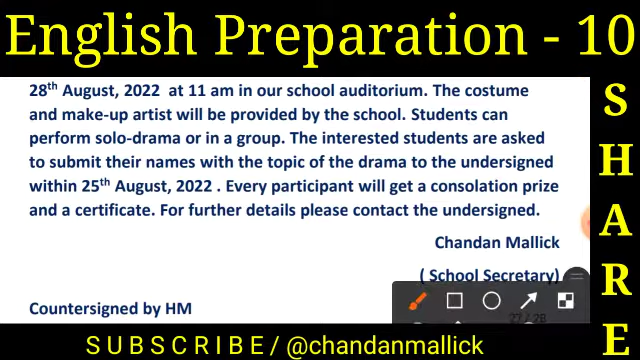 English Preparation - 10
28th August, 2022 at 11 am in our school auditorium. The costume
and make-up artist will be provided by the school. Students can
perform solo-drama or in a group. The interested students are asked
to submit their names with the topic of the drama to the undersigned
within 25th August, 2022 . Every participant will get a consolation prize
and a certificate. For further details please contact the undersigned.
Chandan Mallick
( School Secretary)
27 / 28
Countersigned by HM
SUBSCRIBE/ @chandanmallick
SHARE